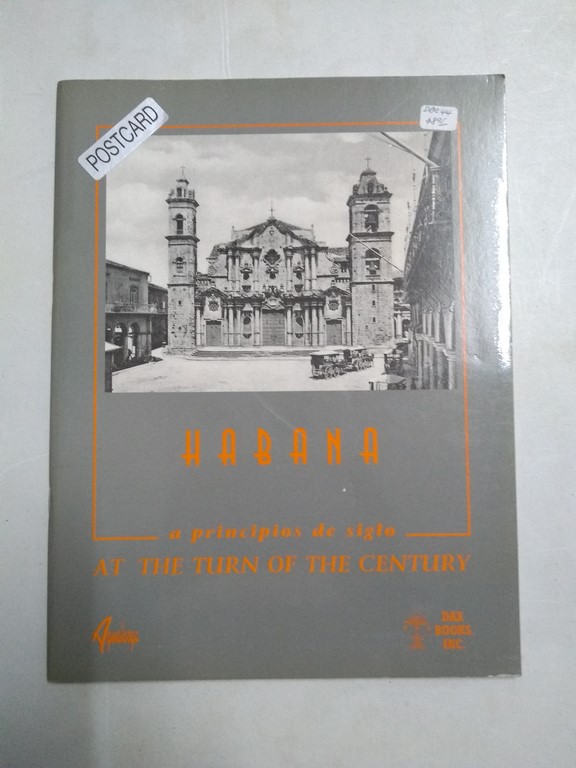 POSTCARD
HABANA
a principios de siglo
AT THE TURN OF THE CENTURY
DAX
BOOKS
INC.